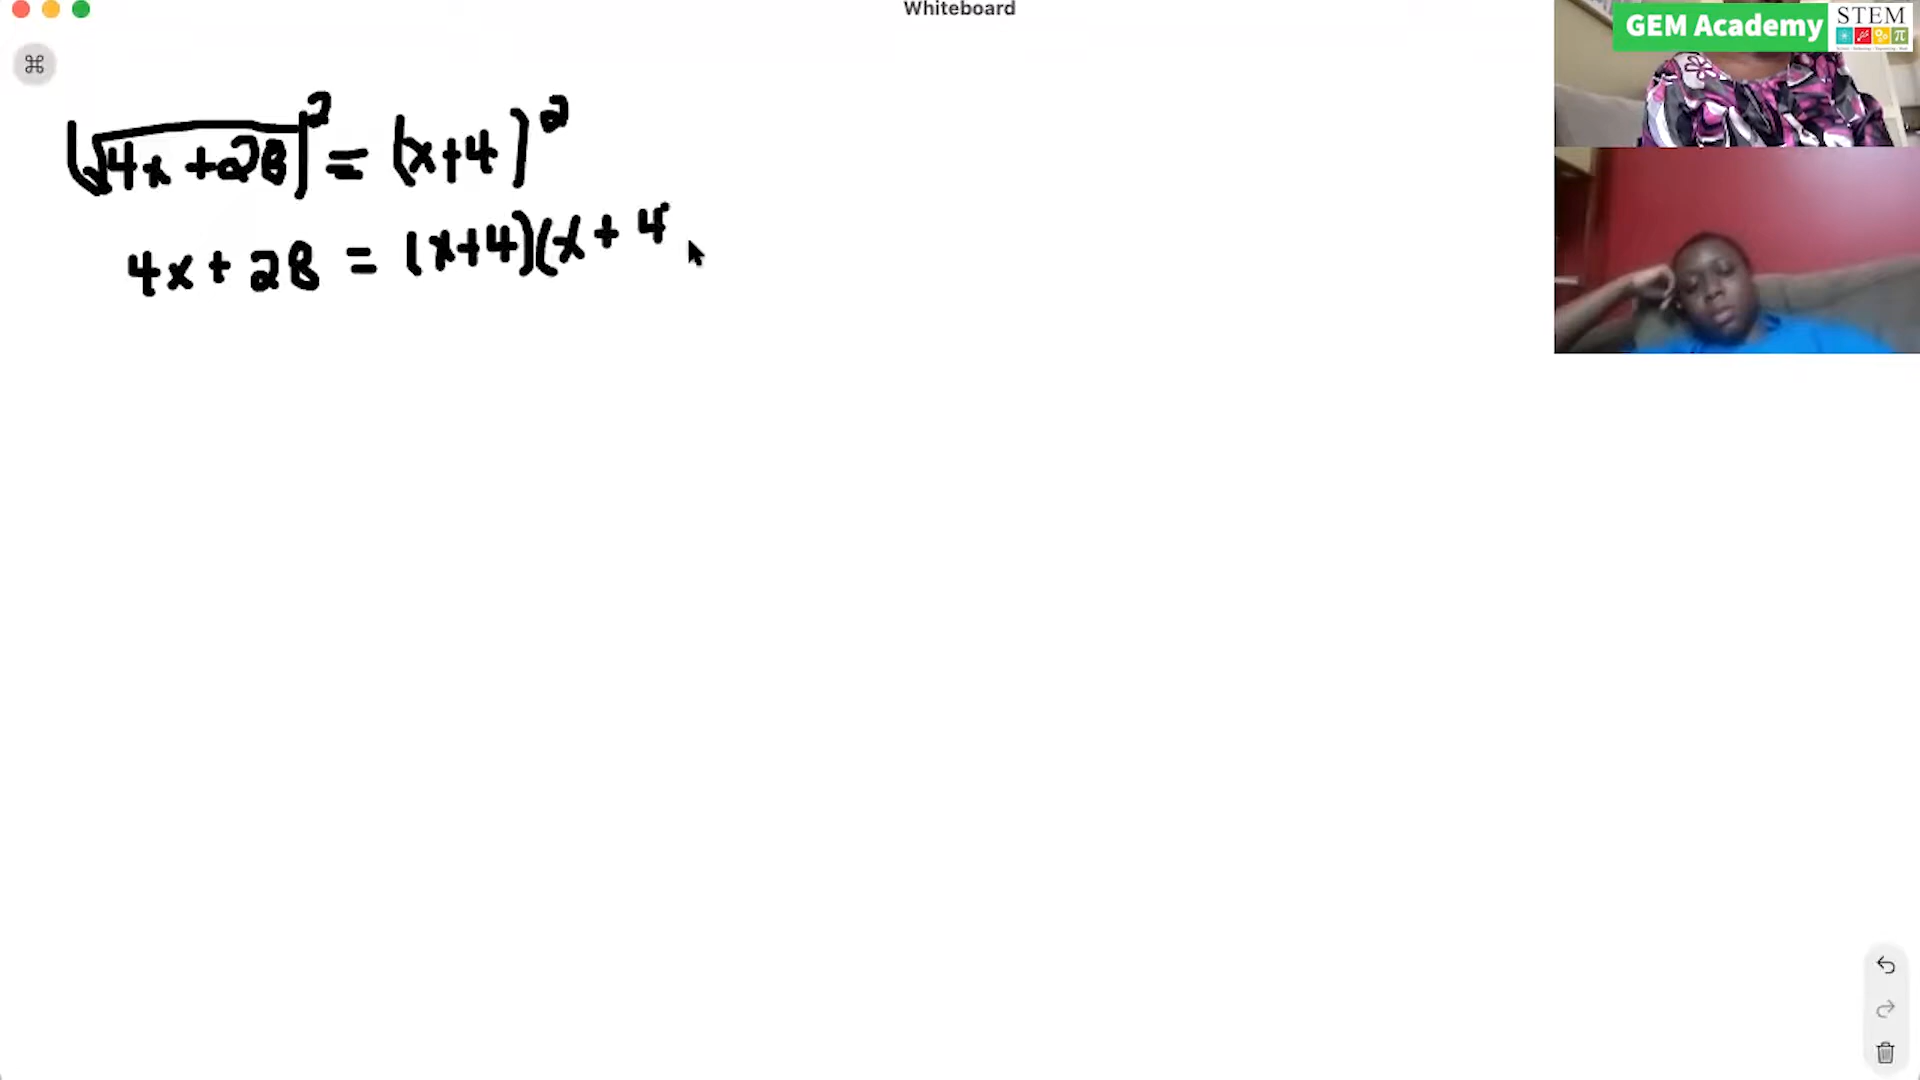 Whiteboard
GEM Academy
STEM
(√4x+28)² = (x+4)²
4x + 28 = (x+4)(x + 4